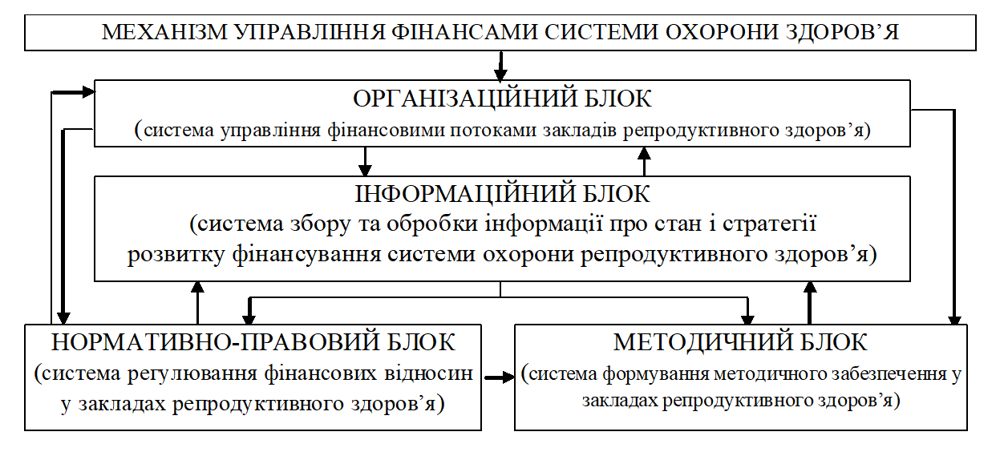 МЕХАНІЗМ УПРАВЛІННЯ ФІНАНСАМИ СИСТЕМИ ОХОРОНИ ЗДОРОВ’Я
ОРГАНІЗАЦІЙНИЙ БЛОК
(система управління фінансовими потоками закладів репродуктивного здоров’я)
ІНФОРМАЦІЙНИЙ БЛОК
(система збору та обробки інформації про стан і стратегії
розвитку фінансування системи охорони репродуктивного здоров’я)
НОРМАТИВНО-ПРАВОВИЙ БЛОК
(система регулювання фінансових відносин
у закладах репродуктивного здоров’я)
МЕТОДИЧНИЙ БЛОК
(система формування методичного забезпечення у
закладах репродуктивного здоров’я)